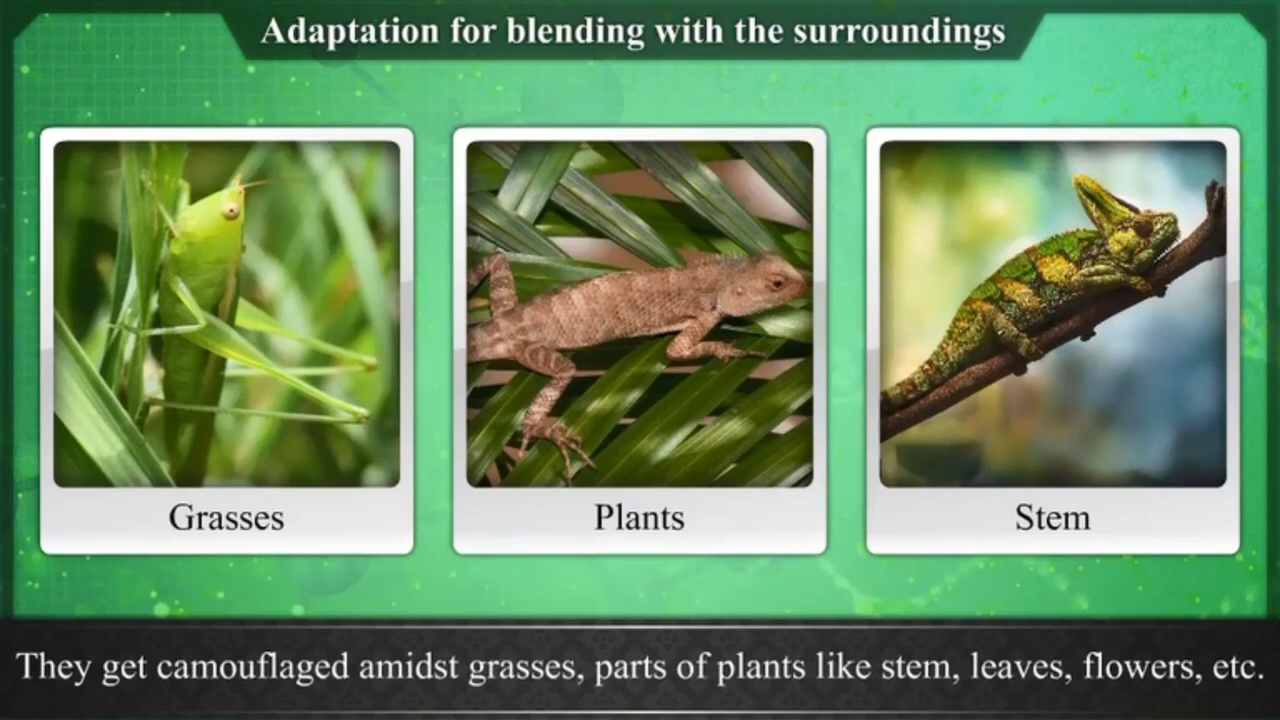 Adaptation for blending with the surroundings
Grasses
Plants
Stem
They get camouflaged amidst grasses, parts of plants like stem, leaves, flowers, etc.